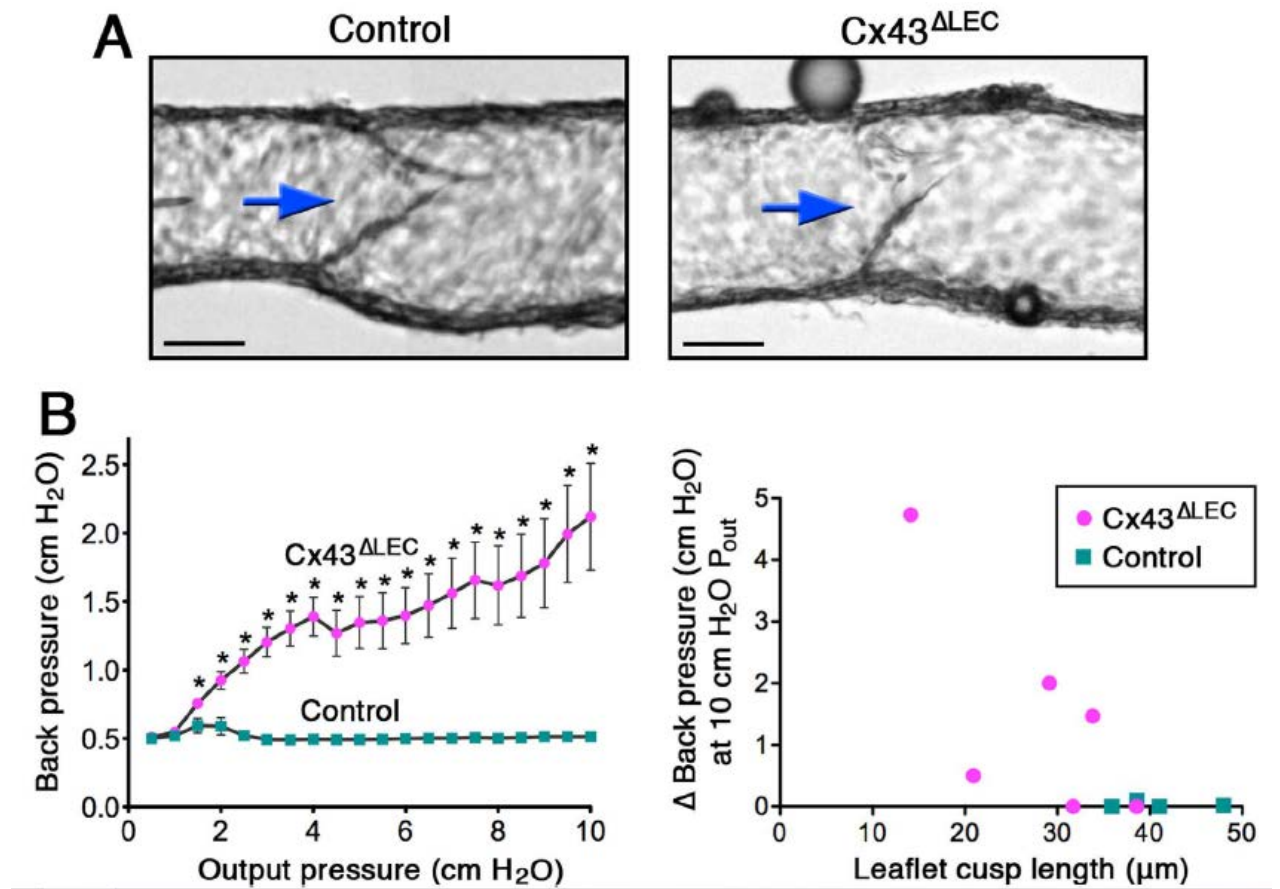 A
Control
Cx43ΔLEC
B
Back pressure (cm H2O)
2.5
2.0
1.5
1.0
0.5
0.0
* * * * * * * * * * * * * * * * * *
Cx43ΔLEC
Control
0 2 4 6 8 10
Output pressure (cm H2O)
Δ Back pressure (cm H2O)
at 10 cm H2O Pout
5
4
3
2
1
0
Cx43ΔLEC
Control
0 10 20 30 40 50
Leaflet cusp length (µm)